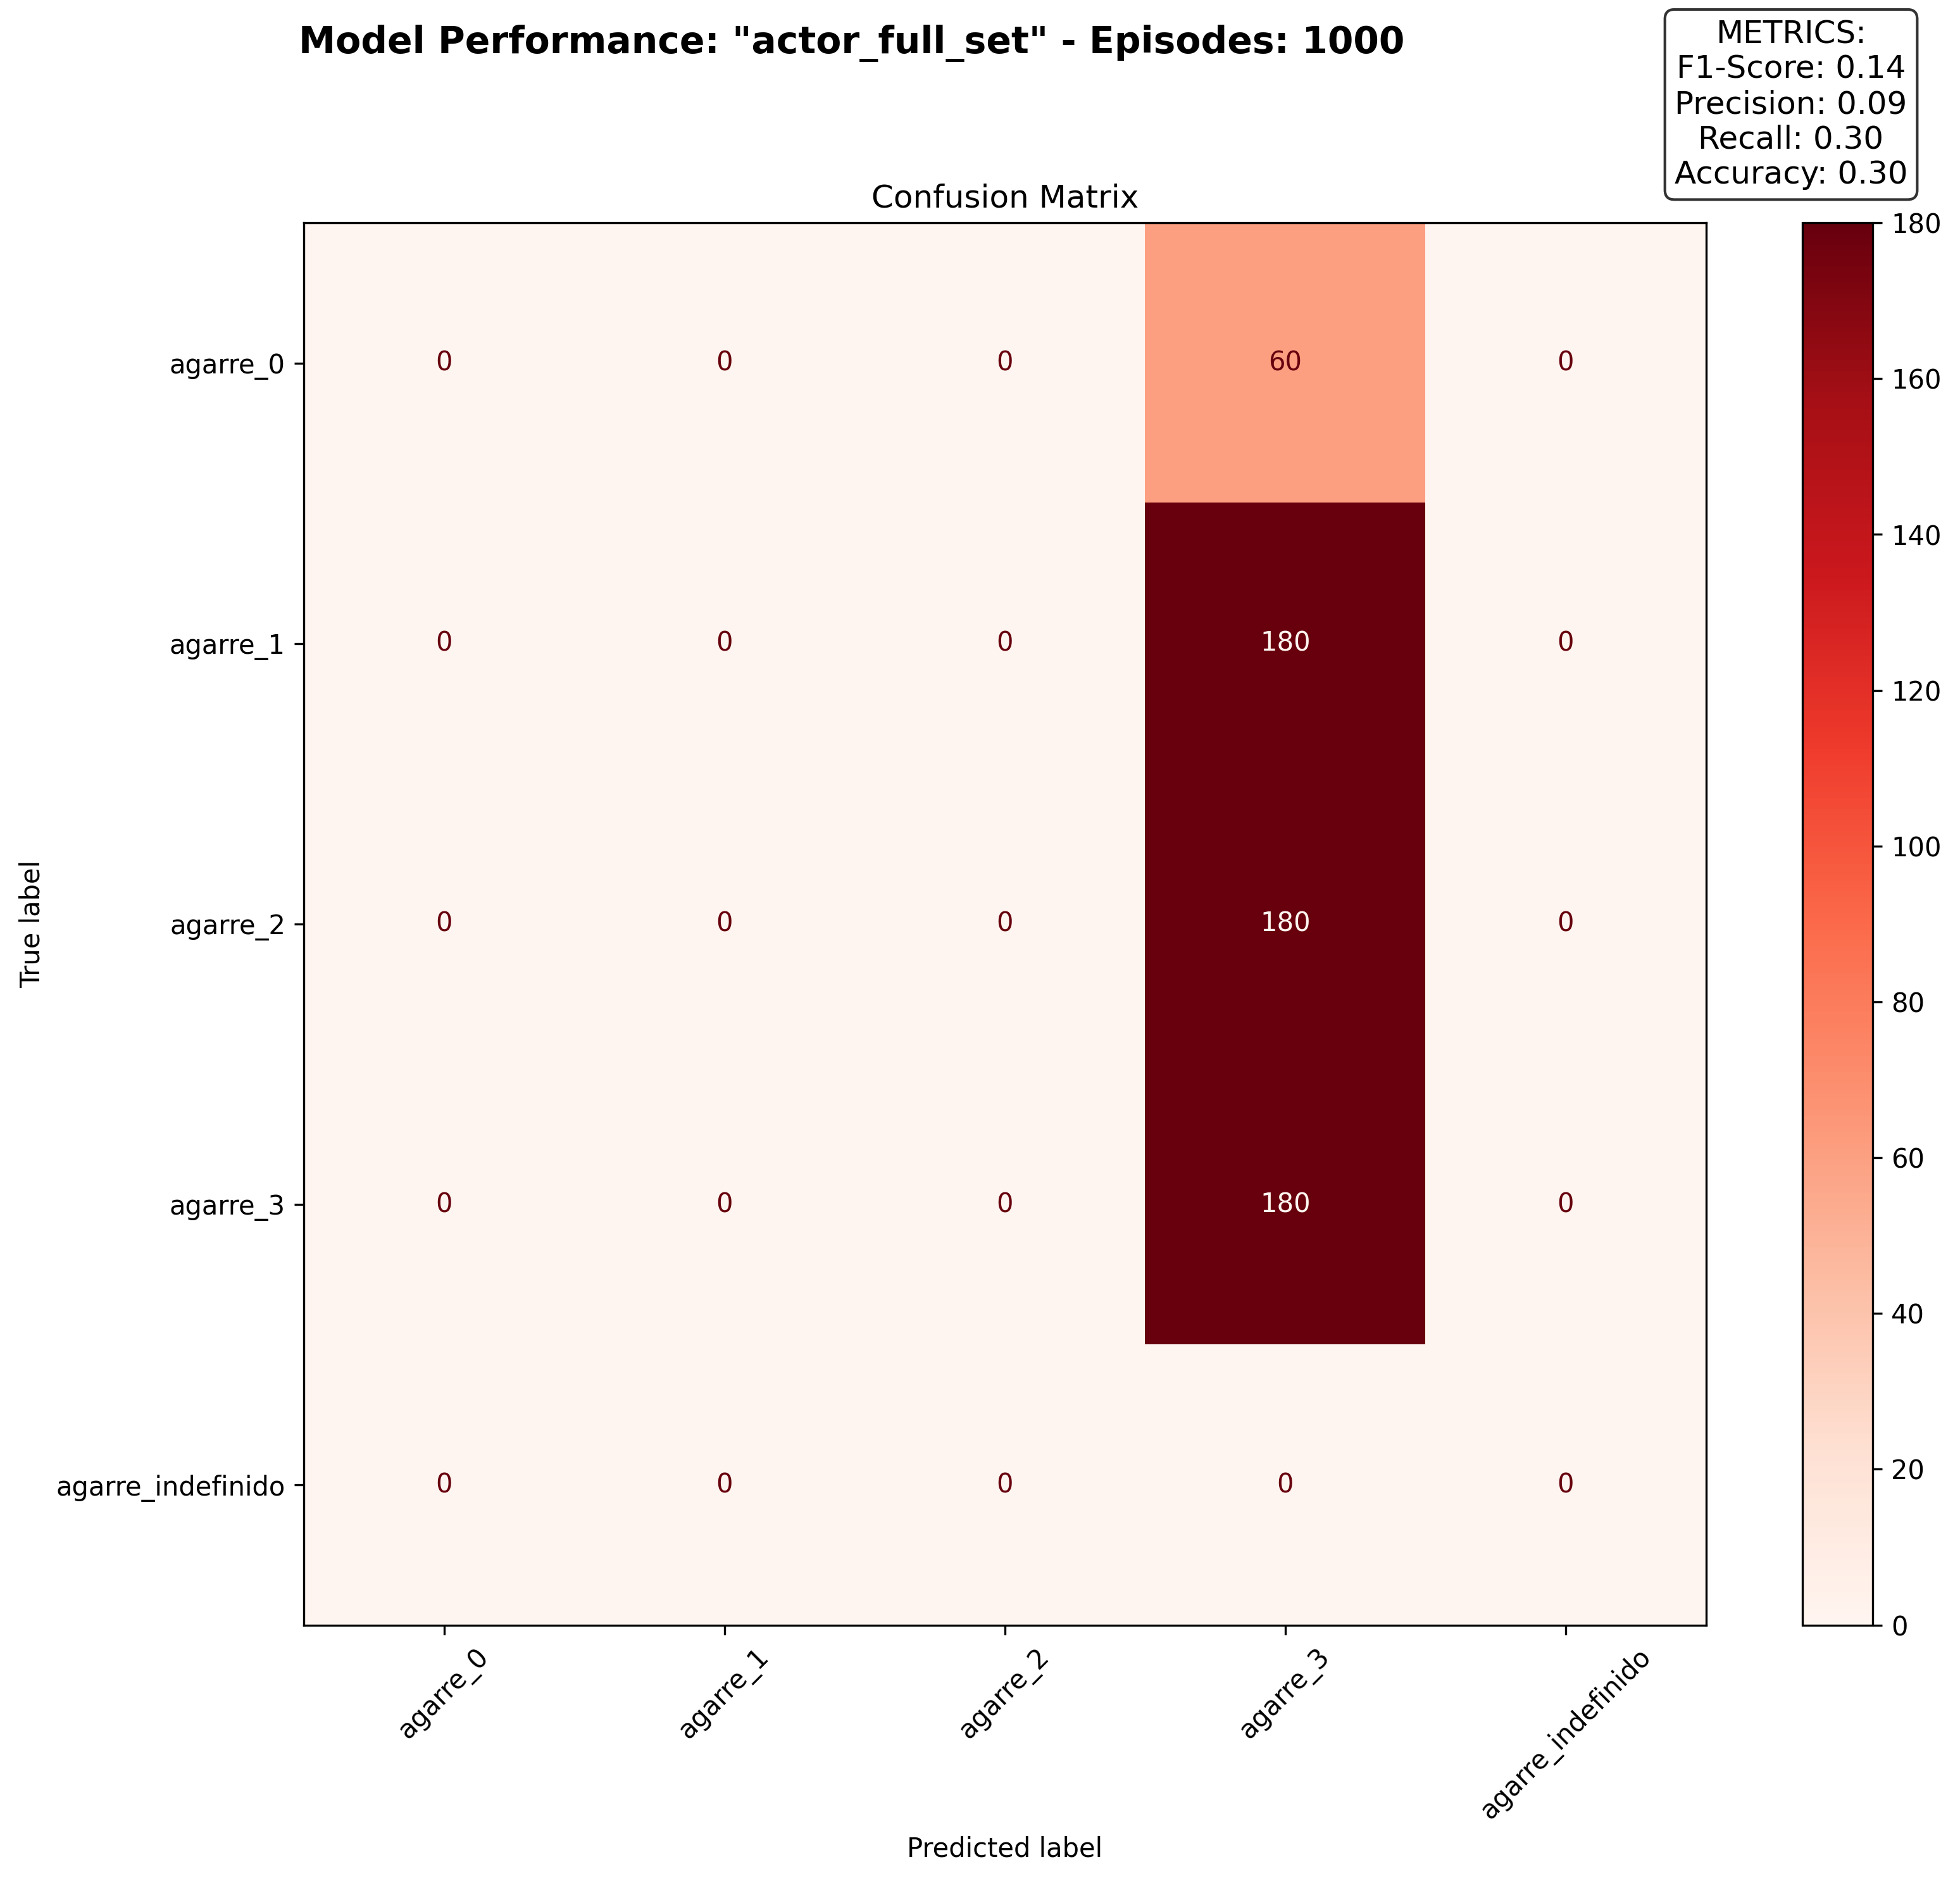 Model Performance: "actor_full_set" - Episodes: 1000
METRICS:
F1-Score: 0.14
Precision: 0.09
Recall: 0.30
Accuracy: 0.30
Confusion Matrix
True label
agarre_0 0 0 0 60 0
agarre_1 0 0 0 180 0
agarre_2 0 0 0 180 0
agarre_3 0 0 0 180 0
agarre_indefinido 0 0 0 0 0
agarre_0 agarre_1 agarre_2 agarre_3 agarre_indefinido
Predicted label
180
160
140
120
100
80
60
40
20
0